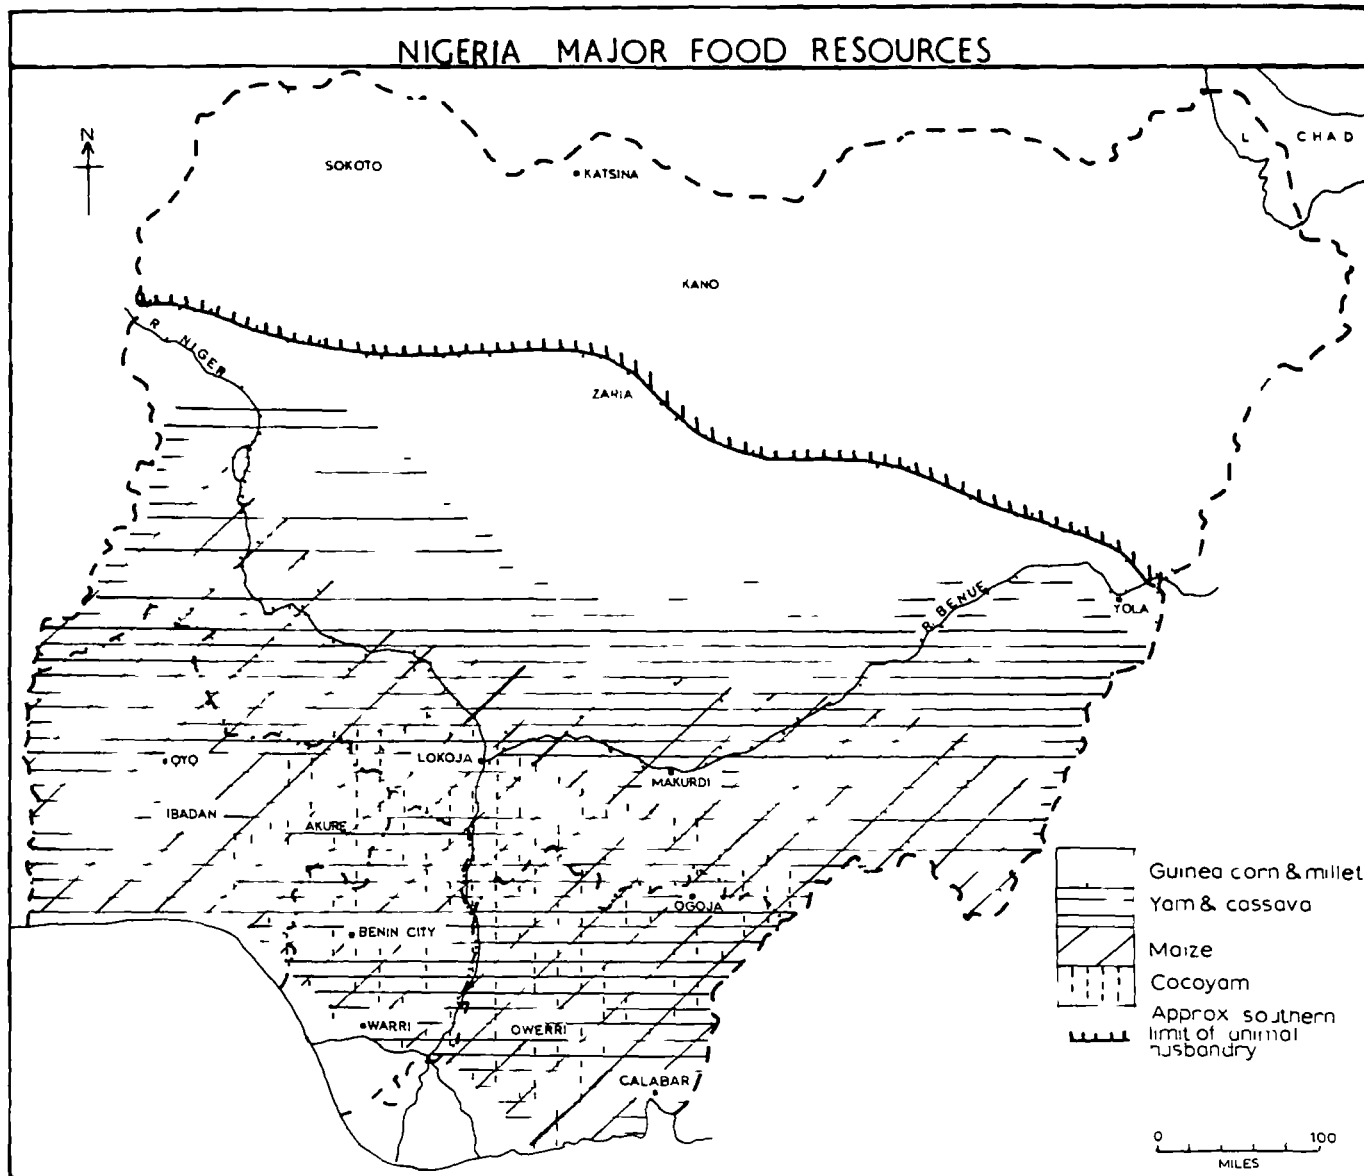 NIGERIA MAJOR FOOD RESOURCES
N
SOKOTO
KATSINA
L CHAD
KANO
R NIGER
ZARIA
R BENUE
YOLA
OYO
LOKOJA
MAKURDI
IBADAN
AKURE
OGOJA
BENIN CITY
WARRI
OWERRI
CALABAR
Guinea corn & millet
Yam & cassava
Maize
Cocoyam
Approx southern
limit of animal
husbandry
0 100
MILES